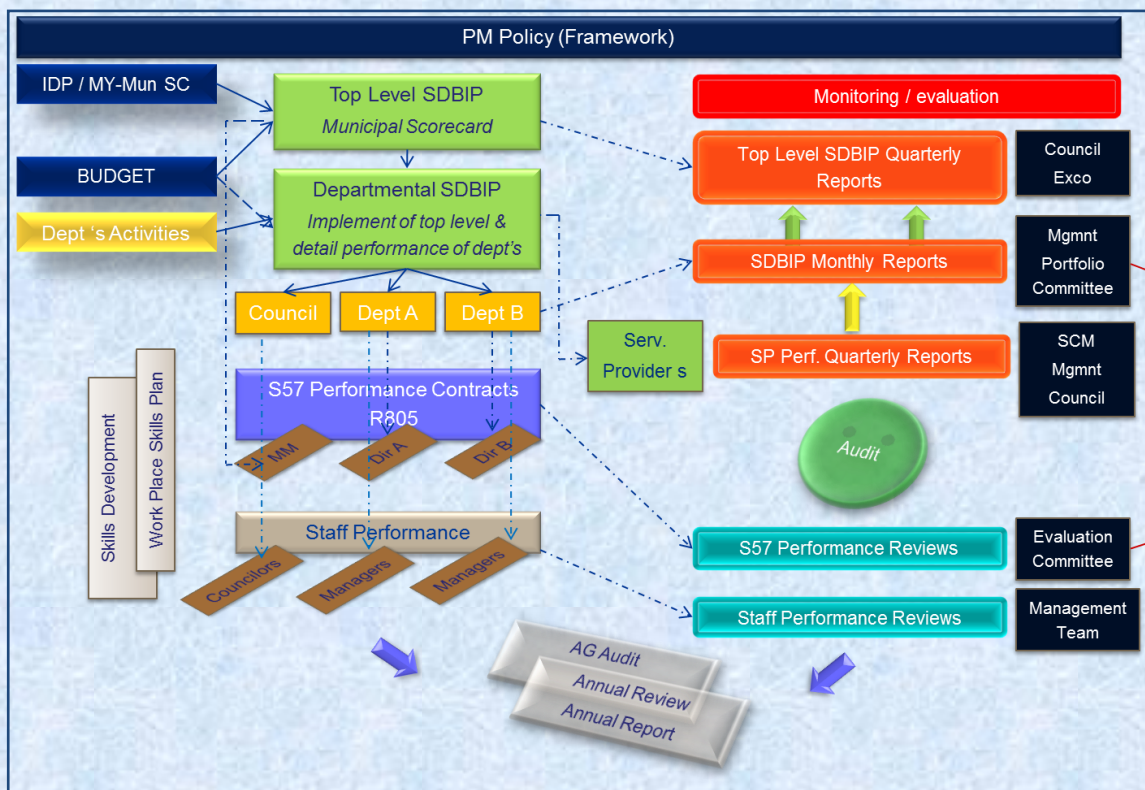 PM Policy (Framework)
IDP / MY-Mun SC
BUDGET
Dept 's Activities
Top Level SDBIP
Municipal Scorecard
Departmental SDBIP
Implement of top level &
detail performance of dept's
Council
Dept A
Dept B
Serv.
Provider s
S57 Performance Contracts
R805
MM
Dir A
Dir B
Skills Development
Work Place Skills Plan
Staff Performance
Councilors
Managers
Managers
Monitoring / evaluation
Top Level SDBIP Quarterly
Reports
Council
Exco
SDBIP Monthly Reports
Mgmnt
Portfolio
Committee
SP Perf. Quarterly Reports
SCM
Mgmnt
Council
Audit
S57 Performance Reviews
Evaluation
Committee
Staff Performance Reviews
Management
Team
AG Audit
Annual Review
Annual Report